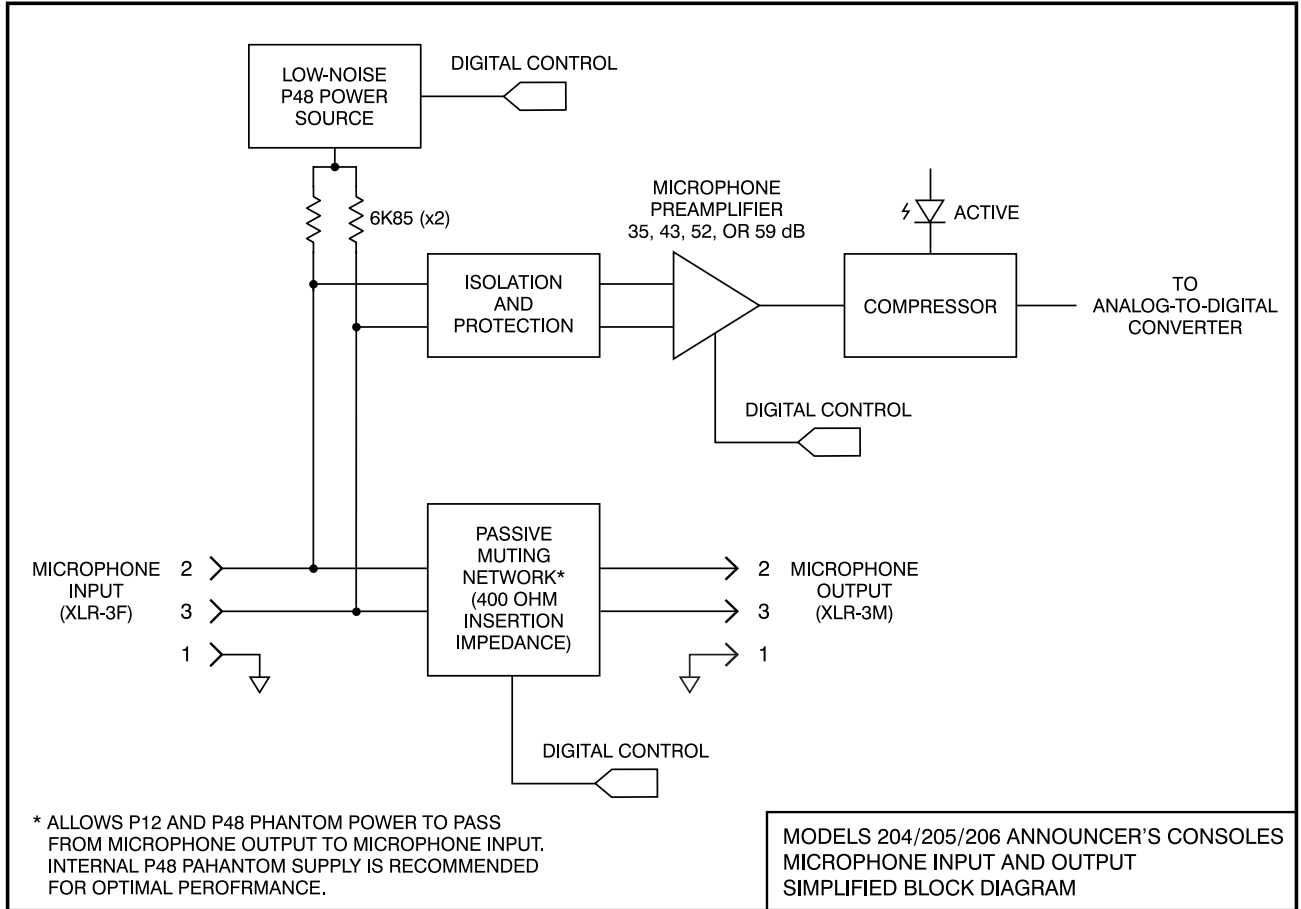 LOW-NOISE
P48 POWER
SOURCE
DIGITAL CONTROL
6K85 (x2)
MICROPHONE
PREAMPLIFIER
35, 43, 52, OR 59 dB
ACTIVE
ISOLATION
AND
PROTECTION
COMPRESSOR
TO
ANALOG-TO-DIGITAL
CONVERTER
DIGITAL CONTROL
MICROPHONE
INPUT
(XLR-3F)
2
3
1
PASSIVE
MUTING
NETWORK*
(400 OHM
INSERTION
IMPEDANCE)
2
3
1
MICROPHONE
OUTPUT
(XLR-3M)
DIGITAL CONTROL
* ALLOWS P12 AND P48 PHANTOM POWER TO PASS
FROM MICROPHONE OUTPUT TO MICROPHONE INPUT.
INTERNAL P48 PAHANTOM SUPPLY IS RECOMMENDED
FOR OPTIMAL PEROFRMANCE.
MODELS 204/205/206 ANNOUNCER'S CONSOLES
MICROPHONE INPUT AND OUTPUT
SIMPLIFIED BLOCK DIAGRAM